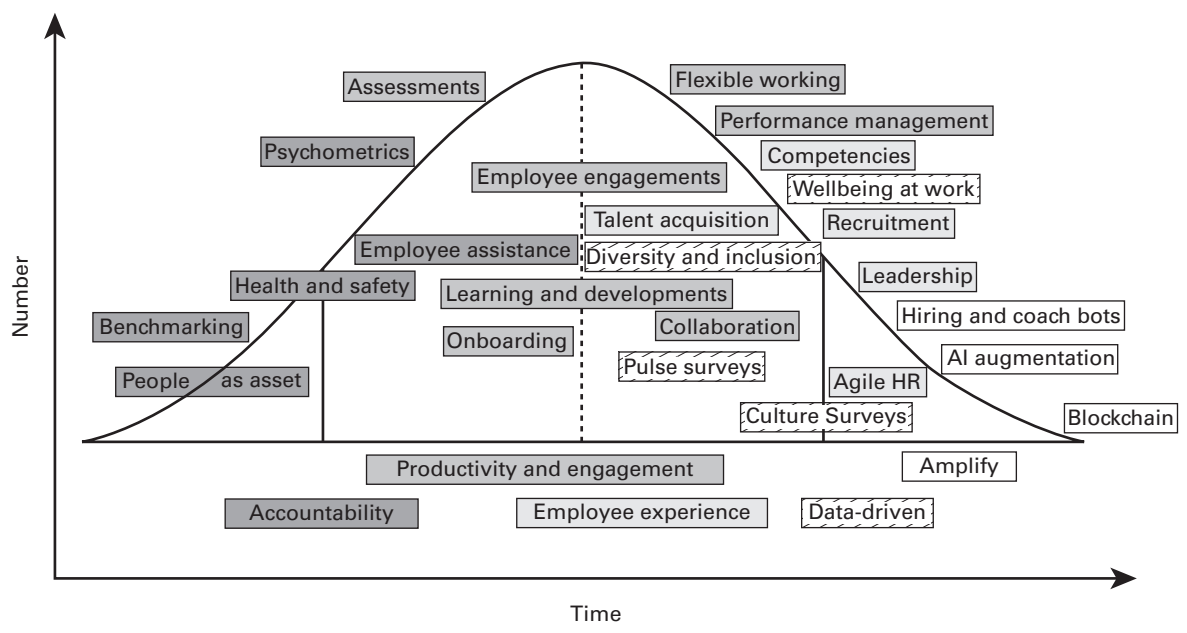 Flexible working
Assessments
Performance management
Psychometrics
Competencies
Employee engagements
Wellbeing at work
Talent acquisition
Recruitment
Employee assistance
Diversity and inclusion
Leadership
Health and safety
Learning and developments
Number
Hiring and coach bots
Benchmarking
Collaboration
Onboarding
AI augmentation
Pulse surveys
People as asset
Agile HR
Culture Surveys
Blockchain
Productivity and engagement
Amplify
Accountability
Employee experience
Data-driven
Time